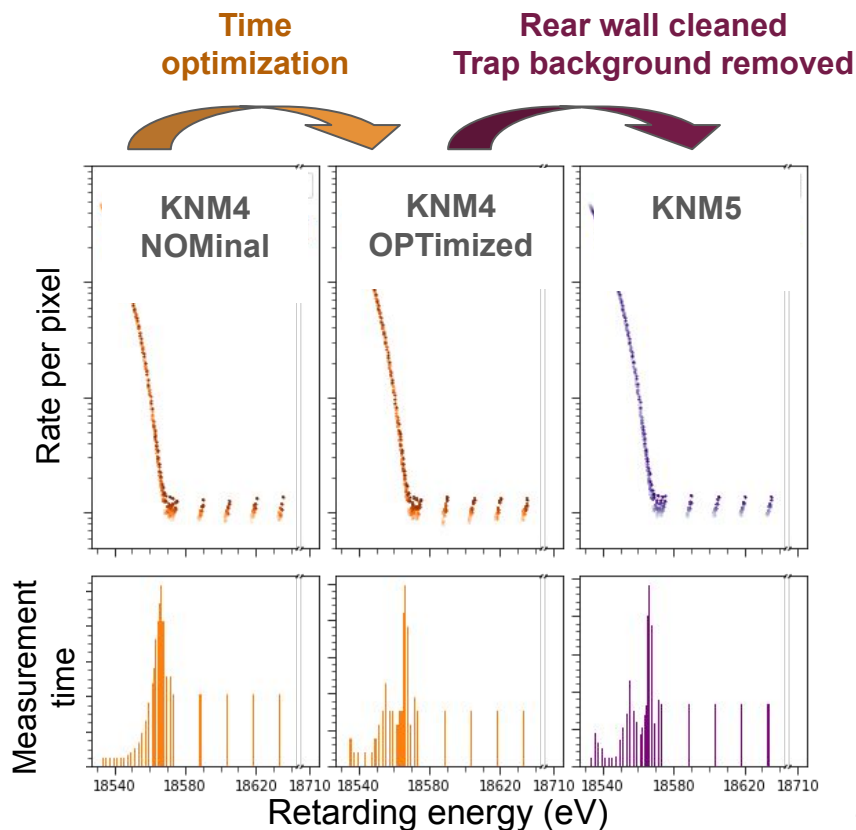 Time
optimization
Rear wall cleaned
Trap background removed
KNM4
NOMinal
KNM4
OPTimized
KNM5
Rate per pixel
Measurement
time
18540 18580 18620 18710
18540 18580 18620 18710
18540 18580 18620 18710
Retarding energy (eV)